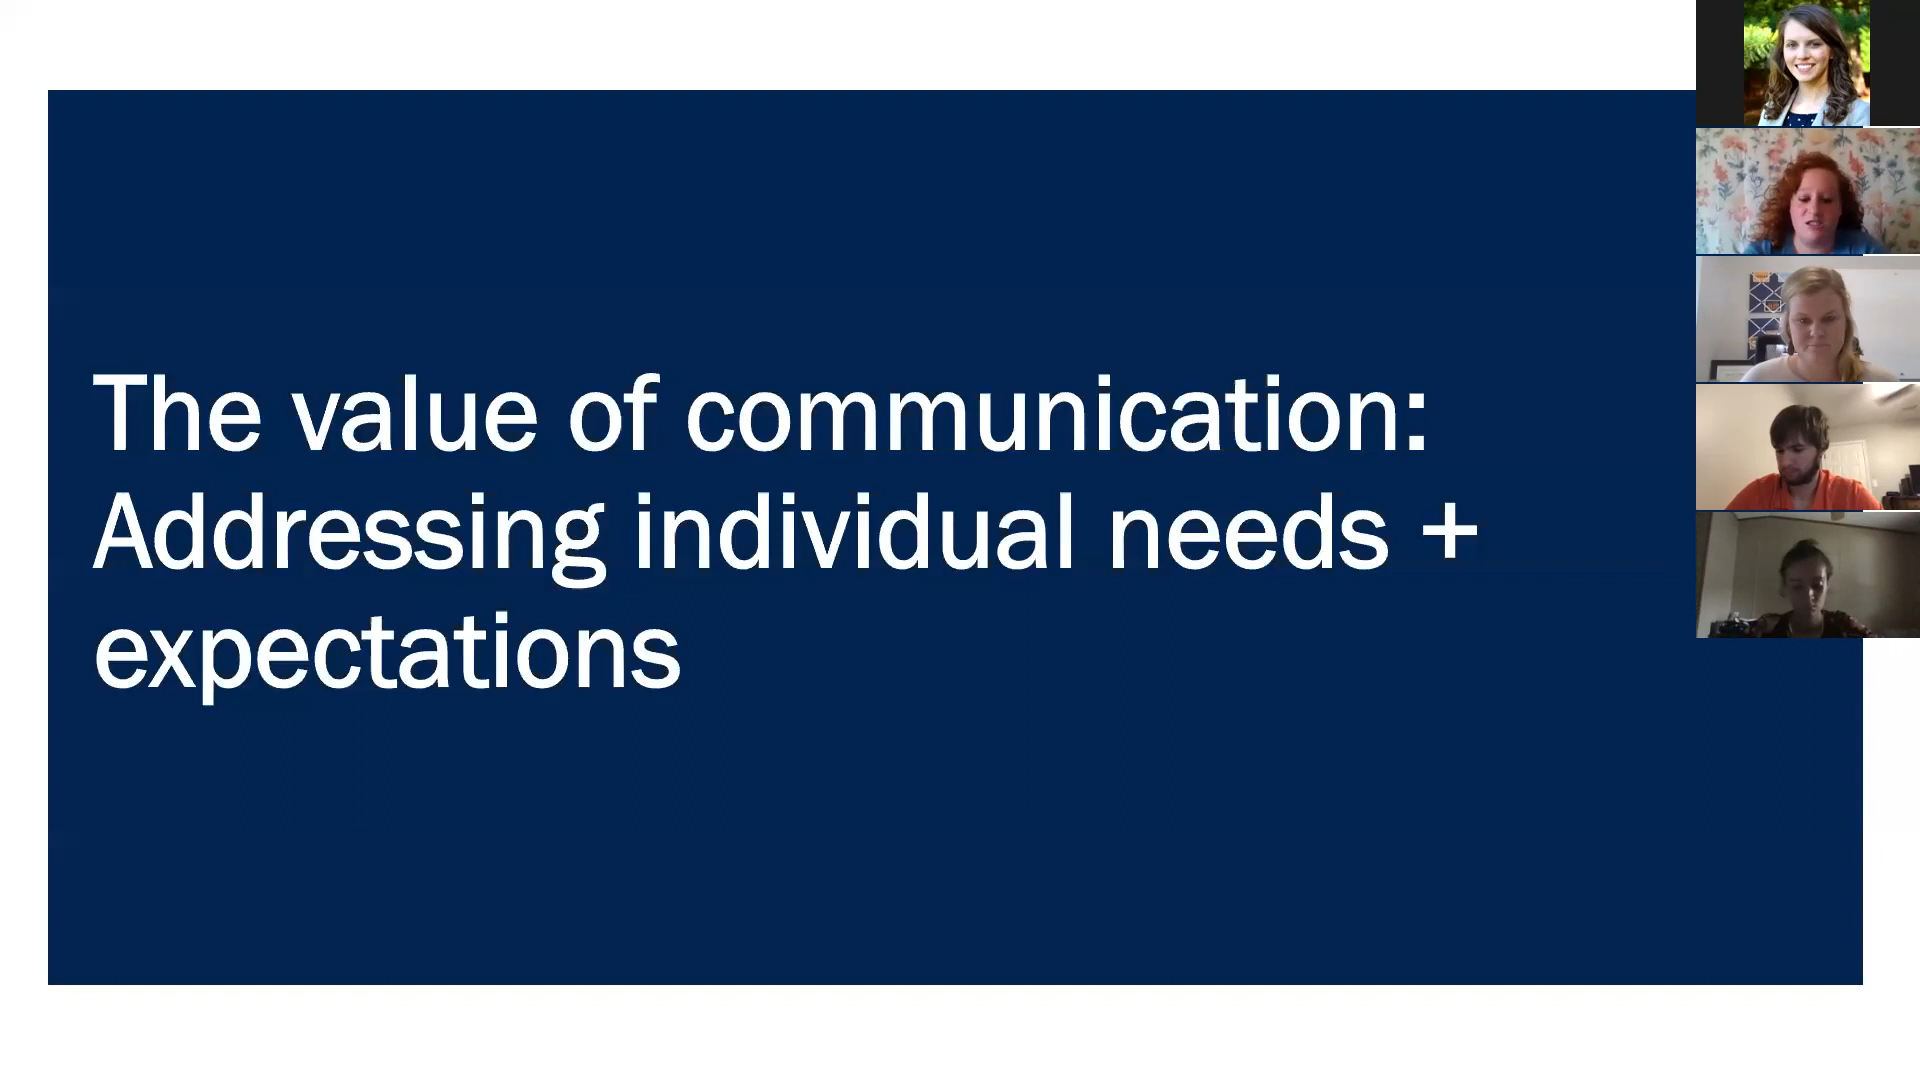 The value of communication:
Addressing individual needs +
expectations